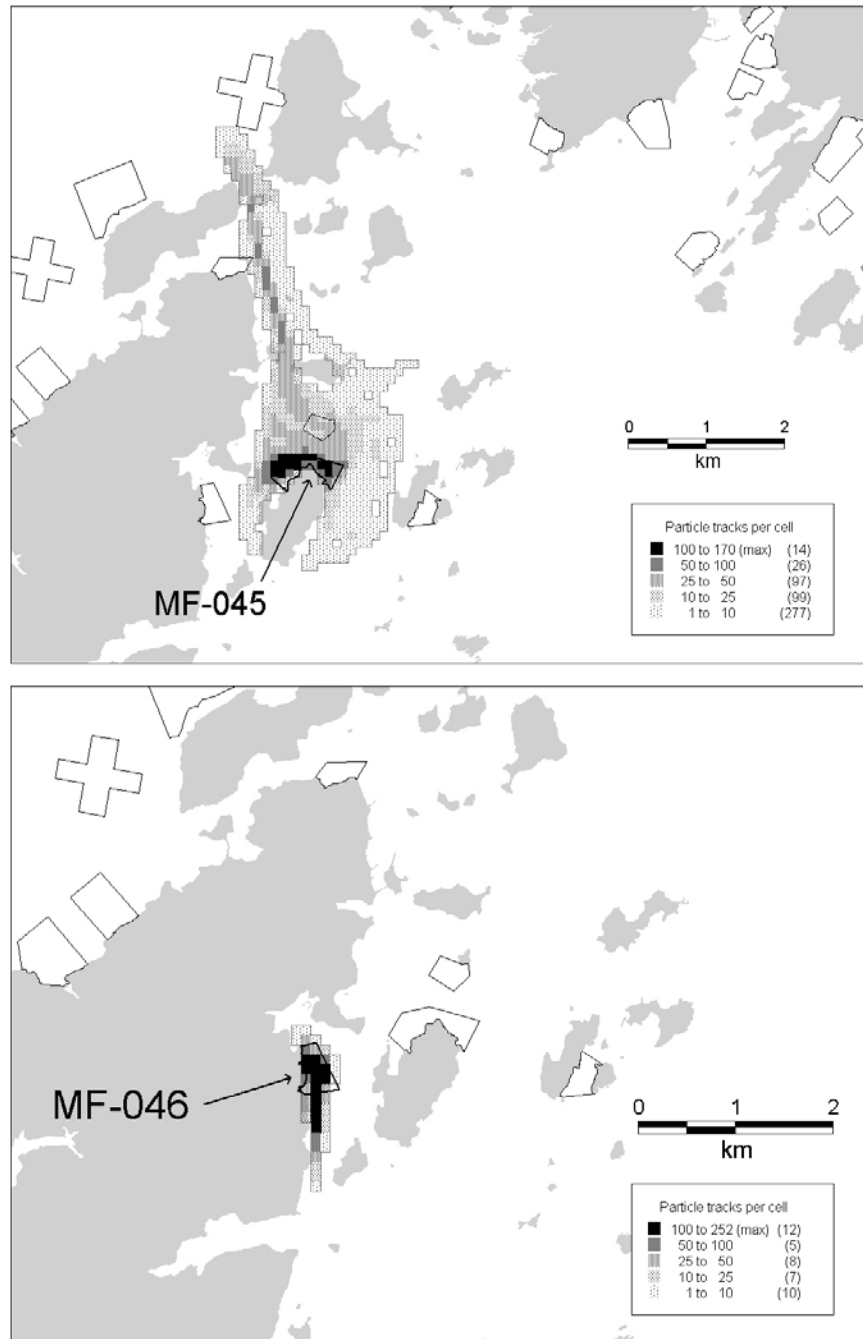 0 1 2
km
Particle tracks per cell
100 to 170 (max) (14)
50 to 100 (26)
25 to 50 (97)
10 to 25 (99)
1 to 10 (277)
MF-045
MF-046
0 1 2
km
Particle tracks per cell
100 to 252 (max) (12)
50 to 100 (5)
25 to 50 (8)
10 to 25 (7)
1 to 10 (10)